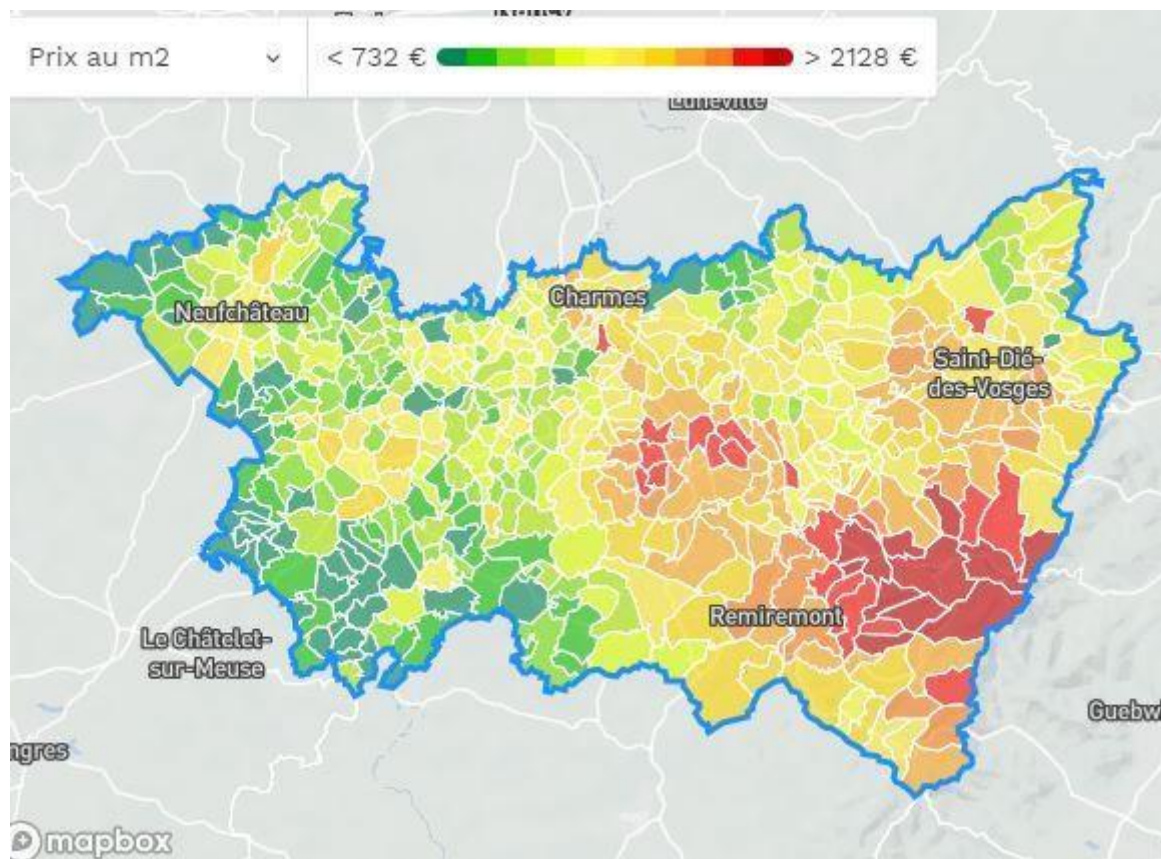 Prix au m2
< 732 €
> 2128 €
Lunéville
Charmes
Neufchâteau
Saint-Dié-
des-Vosges
Remiremont
Le Châtelet-
sur-Meuse
Guebw
ngres
mapbox